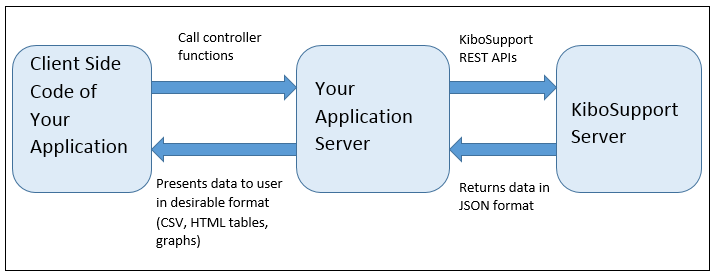 Call controller
functions
KiboSupport
REST APIs
Client Side
Code of
Your
Application
Your
Application
Server
KiboSupport
Server
Presents data to user
in desirable format
(CSV, HTML tables,
graphs)
Returns data in
JSON format